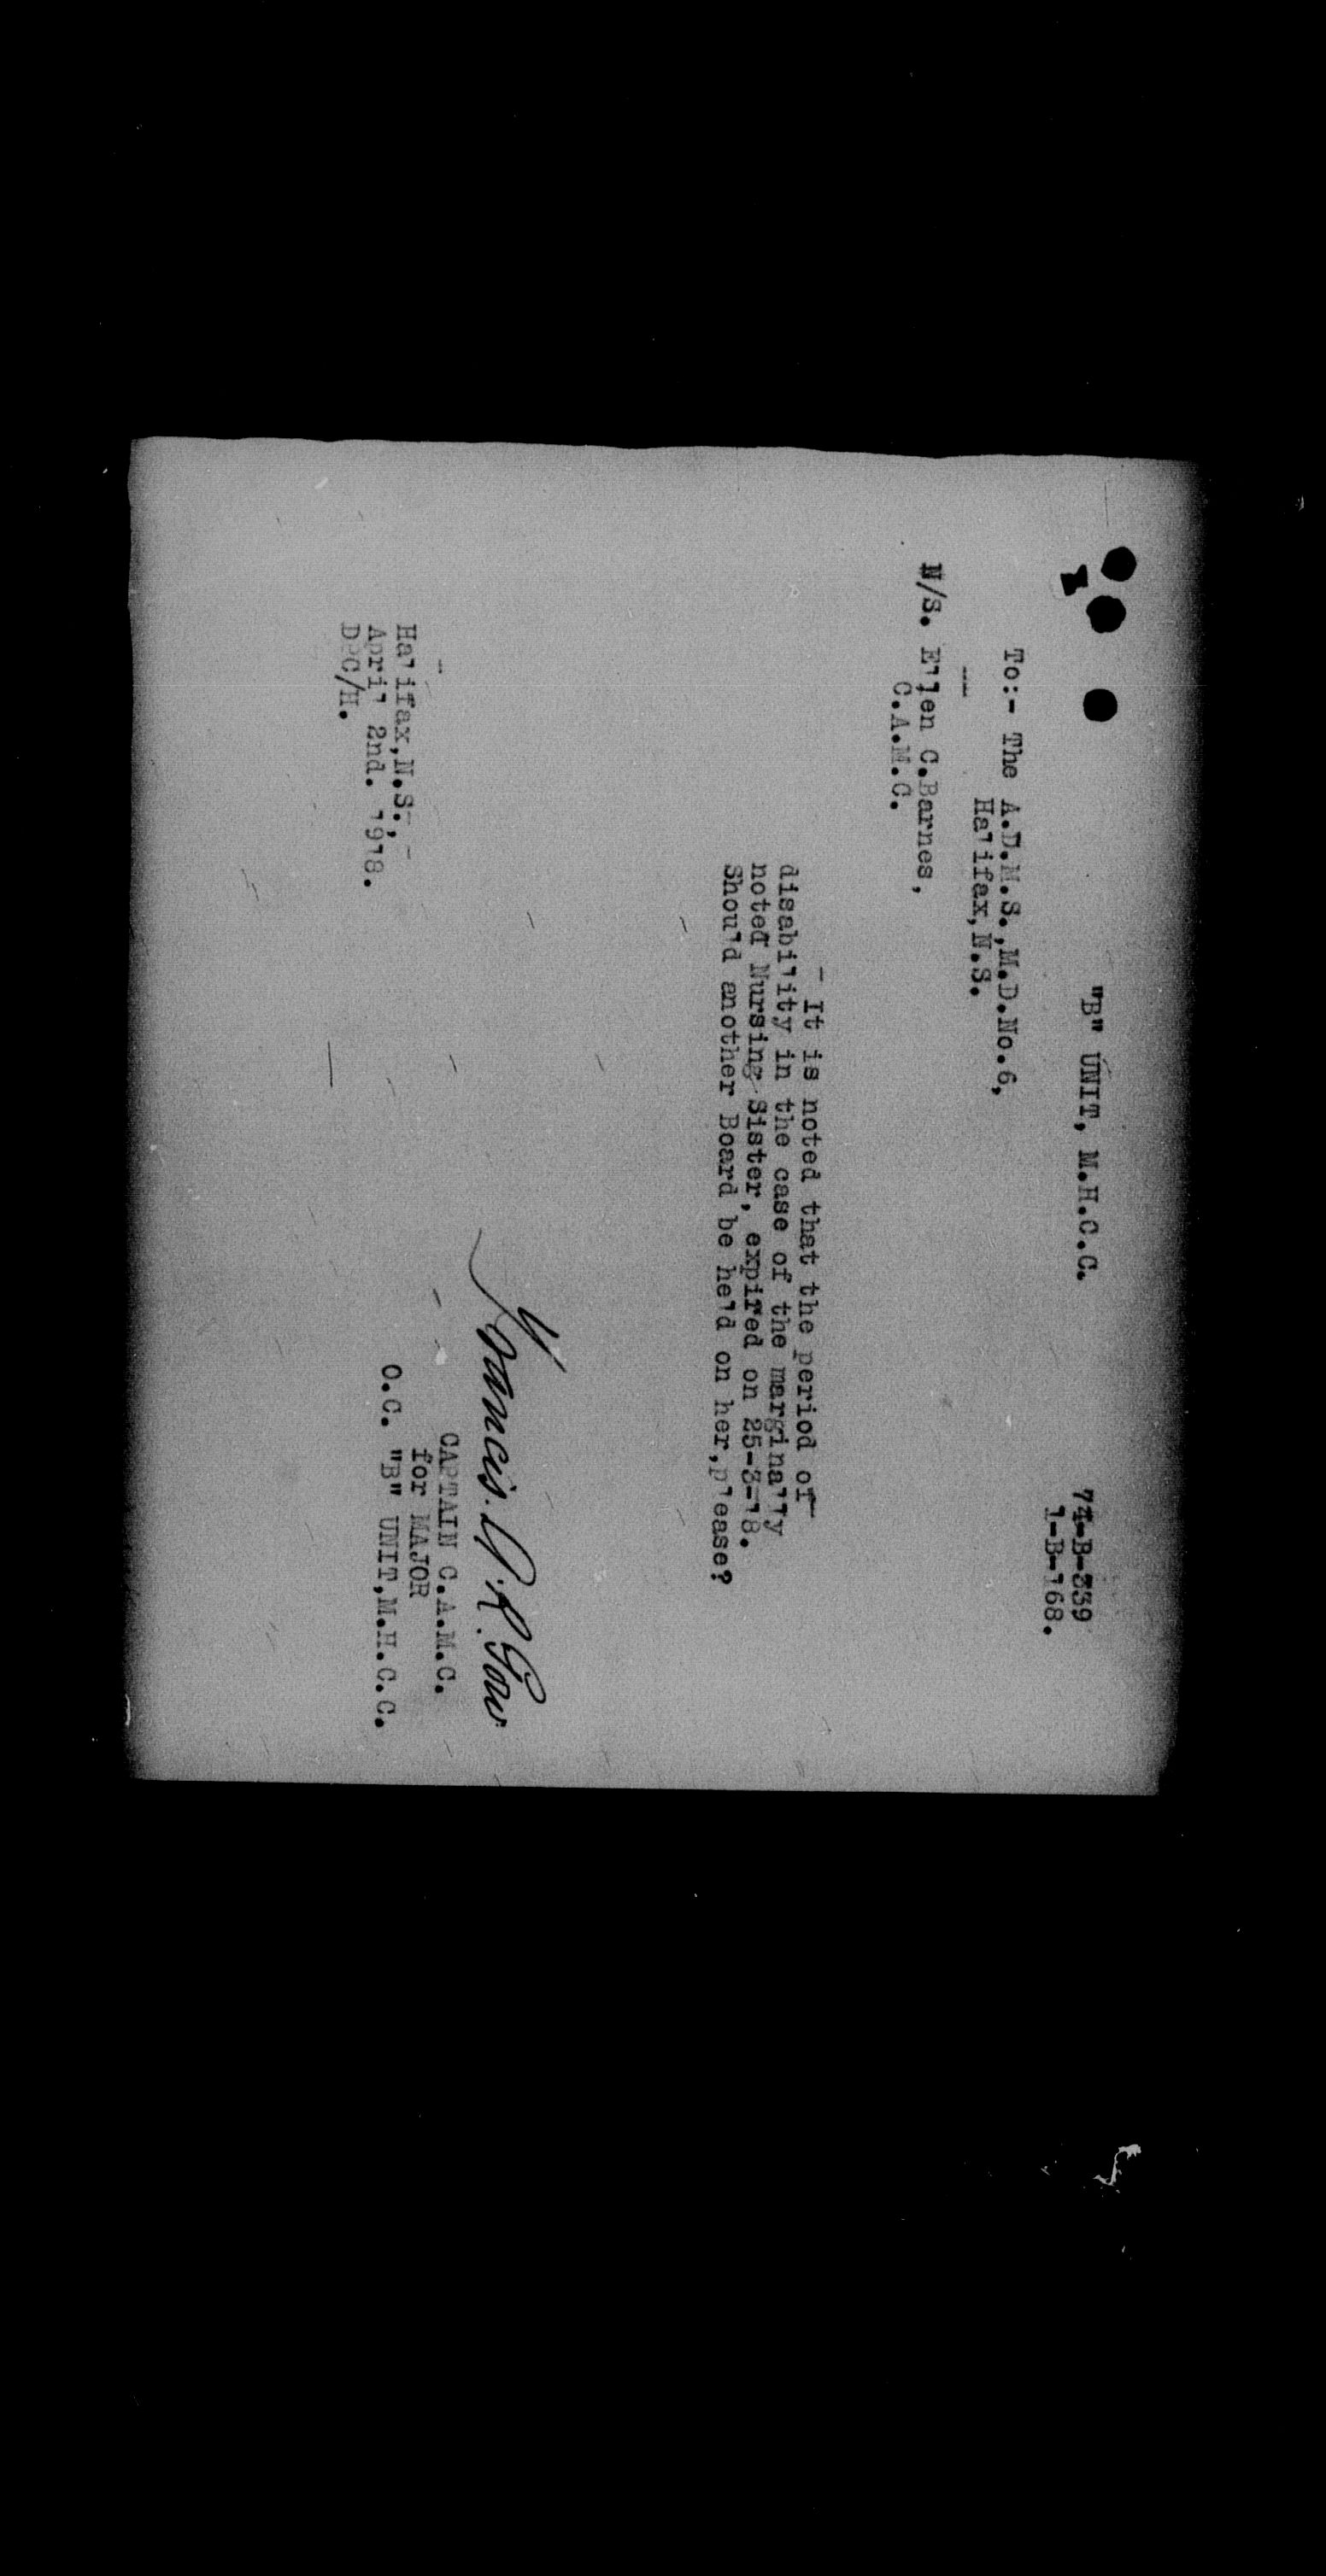 "B" UNIT, M.H.C.C.
74-B-339
1-B-168.
To:- The A.D.M.S.,M.D.No.6,
Halifax,N.S.
N/S. Ellen C.Barnes,
C.A.M.C.
It is noted that the period of
disability in the case of the marginally
noted Nursing Sister, expired on 25-3-18.
Should another Board be held on her,please?
Francis.
CAPTAIN C.A.M.C.
for MAJOR
O.C. "B" UNIT,M.H.C.C.
Halifax,N.S.,
April 2nd. 1918.